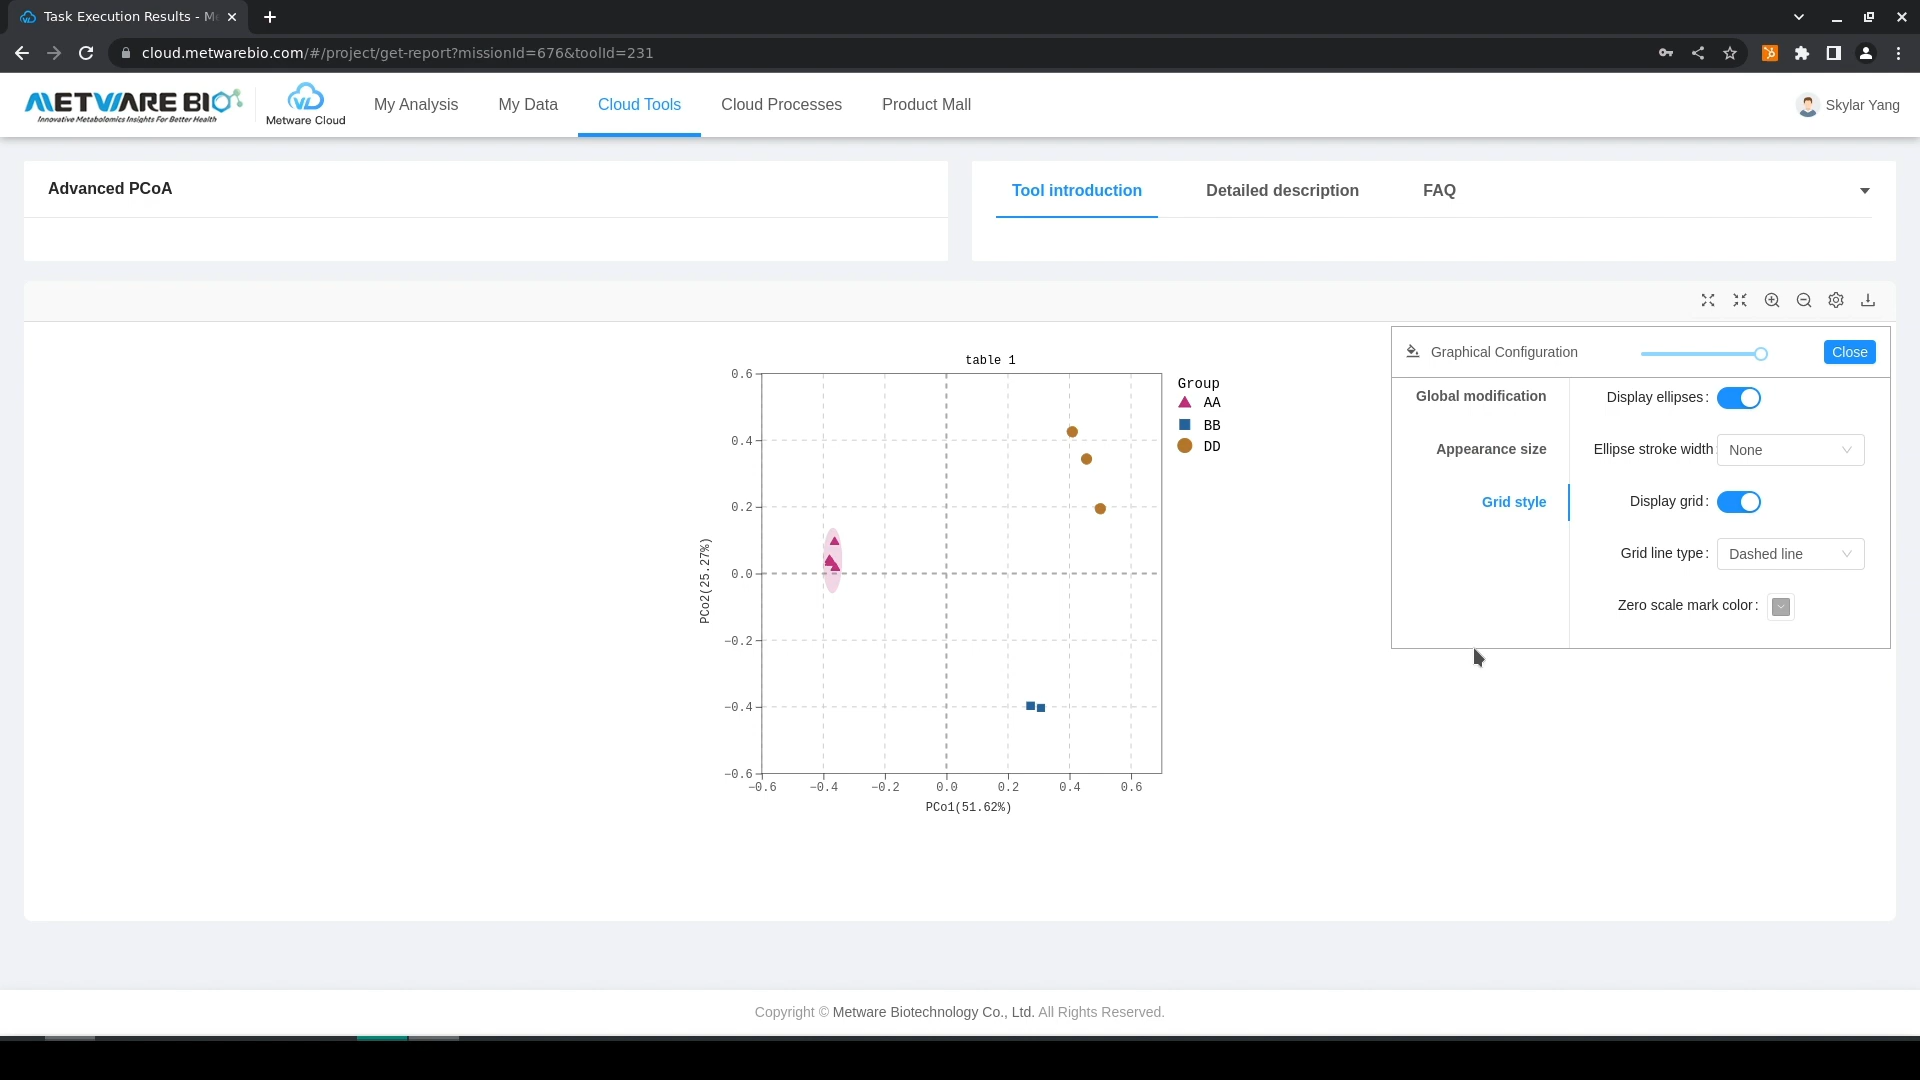 Task Execution Results - M
cloud.metwarebio.com/#/project/get-report?missionId=676&toolId=231
METWARE BIO
Innovative Metabolomics Insights For Better Health
Metware Cloud
My Analysis
My Data
Cloud Tools
Cloud Processes
Product Mall
Skylar Yang
Advanced PCoA
Tool introduction
Detailed description
FAQ
table 1
0.6
0.4
0.2
0.0
−0.2
−0.4
−0.6
PCo2(25.27%)
−0.6 −0.4 −0.2 0.0 0.2 0.4 0.6
PCo1(51.62%)
Group
AA
BB
DD
Graphical Configuration
Close
Global modification
Appearance size
Grid style
Display ellipses:
Ellipse stroke width: None
Display grid:
Grid line type: Dashed line
Zero scale mark color:
Copyright © Metware Biotechnology Co., Ltd. All Rights Reserved.